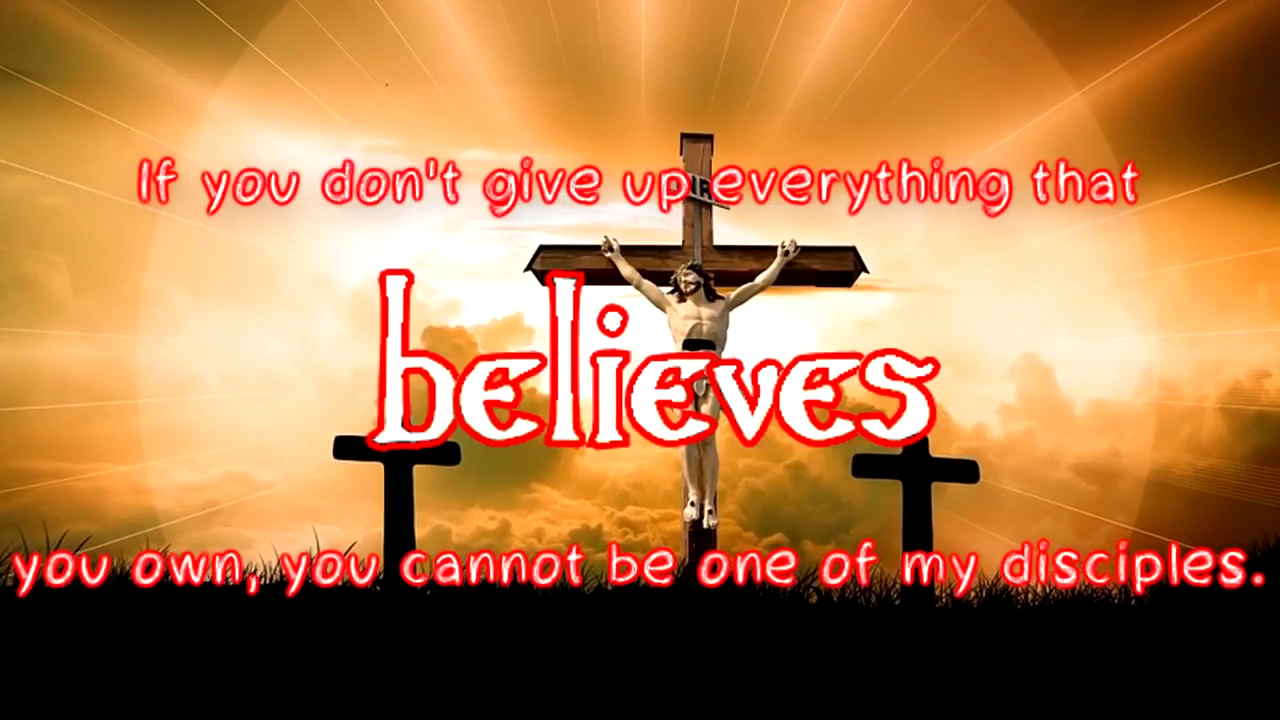 If you don't give up everything that
believes
you own, you cannot be one of my disciples.